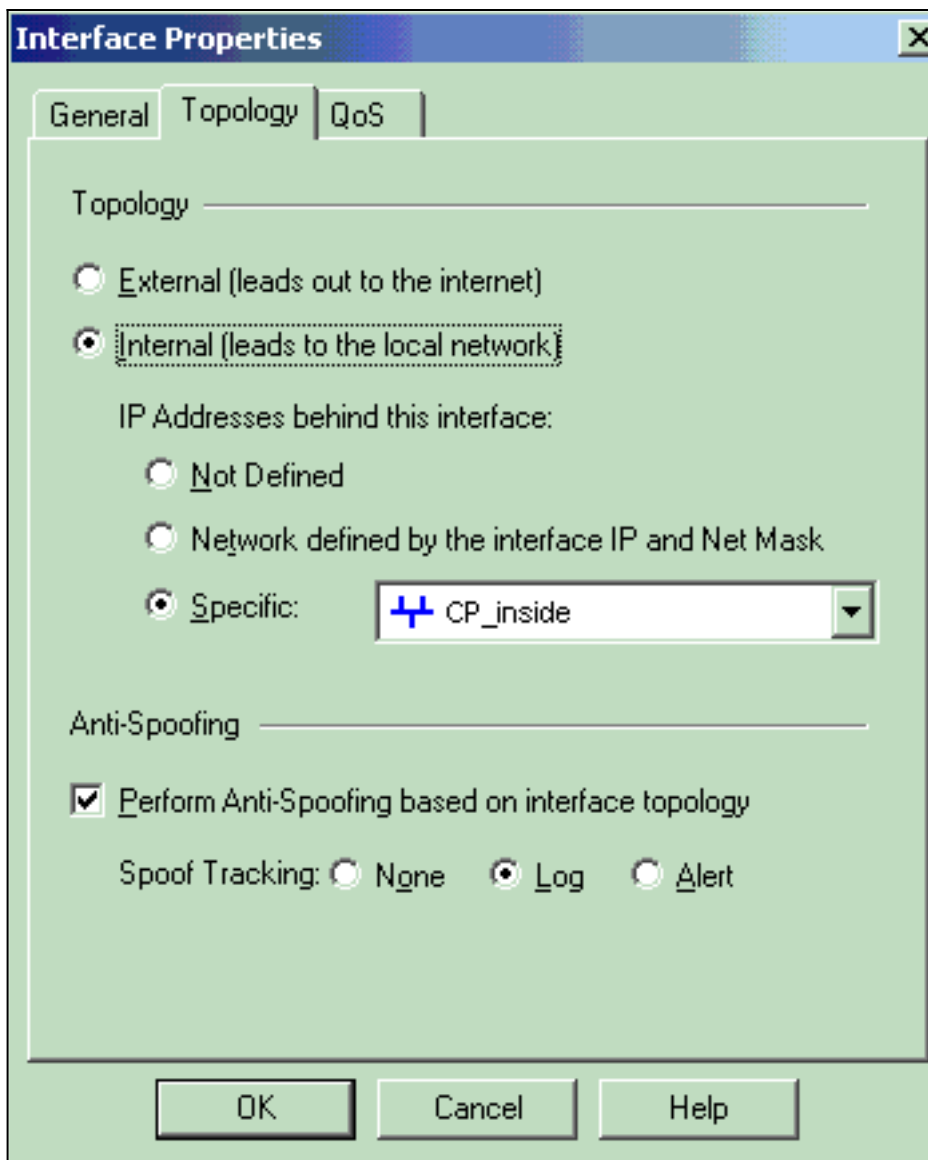 Interface Properties
General Topology QoS
Topology
External (leads out to the internet)
Internal (leads to the local network)
IP Addresses behind this interface:
Not Defined
Network defined by the interface IP and Net Mask
Specific: CP_inside
Anti-Spoofing
Perform Anti-Spoofing based on interface topology
Spoof Tracking: None Log Alert
OK Cancel Help